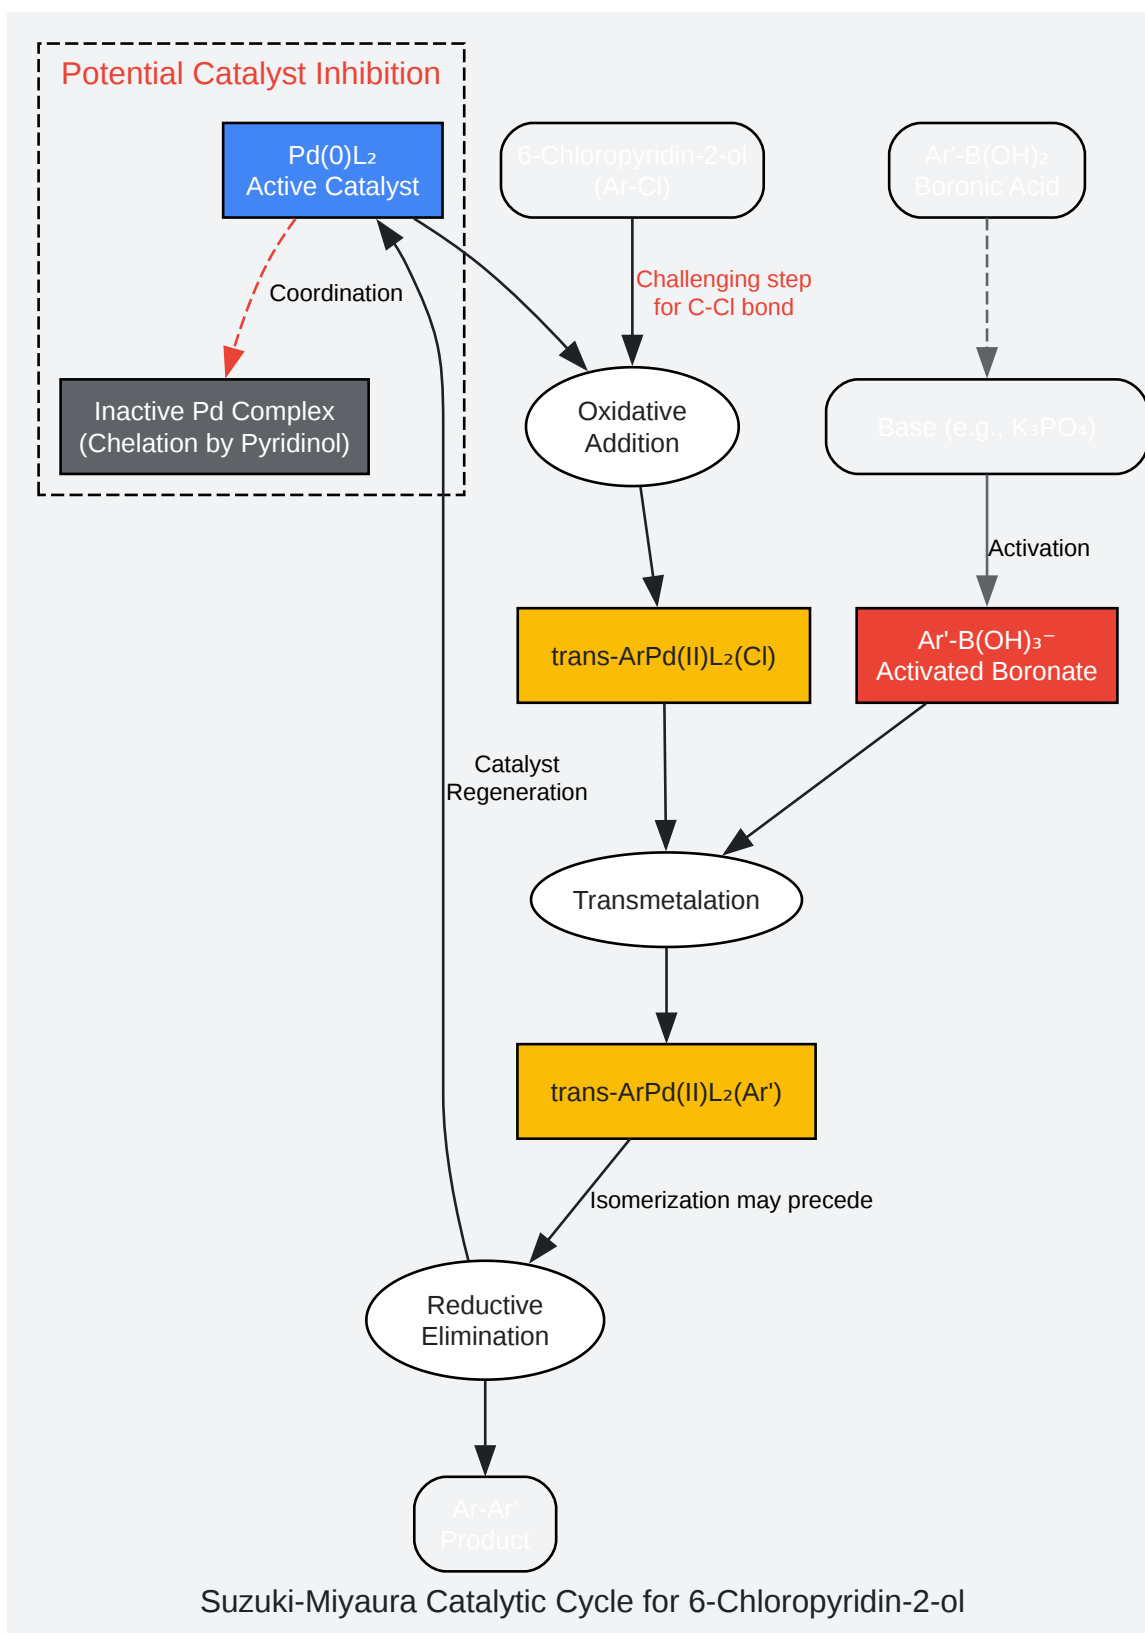 Potential Catalyst Inhibition
Pd(0)L₂
Active Catalyst
6-Chloropyridin-2-ol
(Ar-Cl)
Ar'-B(OH)₂
Boronic Acid
Coordination
Challenging step
for C-Cl bond
Inactive Pd Complex
(Chelation by Pyridinol)
Oxidative
Addition
Base (e.g., K₃PO₄)
Activation
trans-ArPd(II)L₂(Cl)
Ar'-B(OH)₃⁻
Activated Boronate
Catalyst
Regeneration
Transmetalation
trans-ArPd(II)L₂(Ar')
Isomerization may precede
Reductive
Elimination
Ar-Ar'
Product
Suzuki-Miyaura Catalytic Cycle for 6-Chloropyridin-2-ol